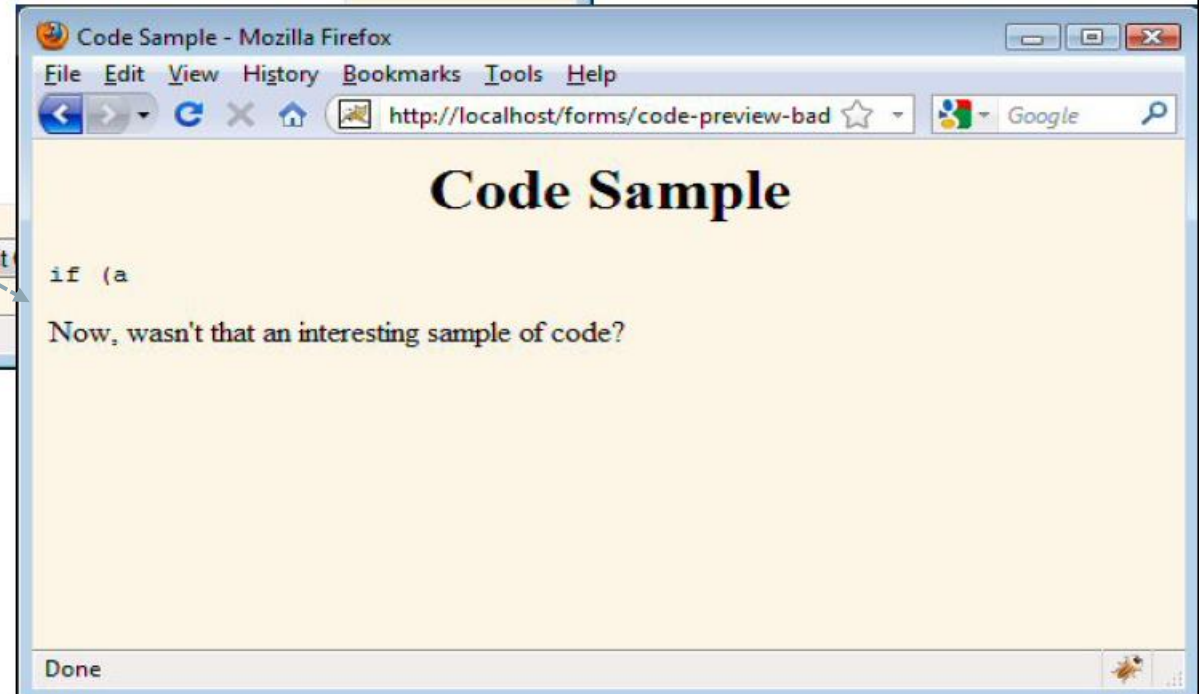 Code Sample - Mozilla Firefox
File Edit View History Bookmarks Tools Help
http://localhost/forms/code-preview-bad
Google
Code Sample
t
if (a
Now, wasn't that an interesting sample of code?
Done